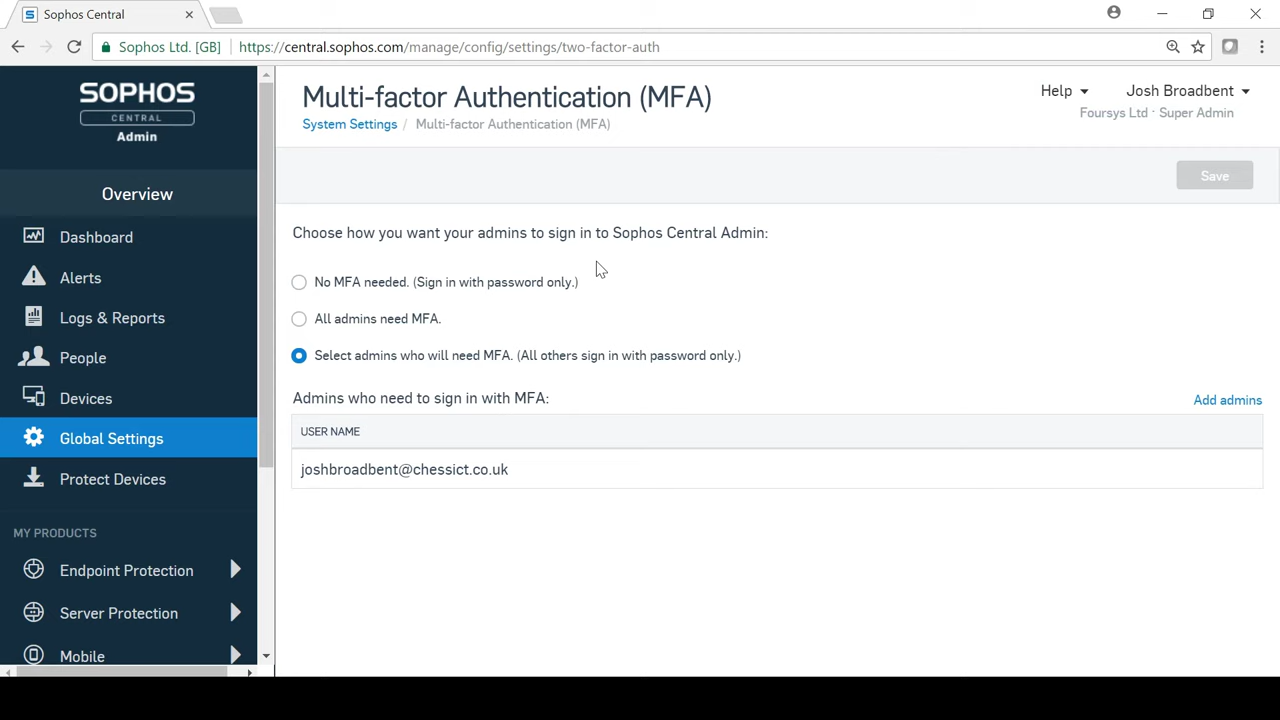 Sophos Central
Sophos Ltd. [GB]
https://central.sophos.com/manage/config/settings/two-factor-auth
SOPHOS
CENTRAL
Admin
Overview
Dashboard
Alerts
Logs & Reports
People
Devices
Global Settings
Protect Devices
MY PRODUCTS
Endpoint Protection
Server Protection
Mobile
Multi-factor Authentication (MFA)
System Settings / Multi-factor Authentication (MFA)
Help
Josh Broadbent
Foursys Ltd · Super Admin
Save
Choose how you want your admins to sign in to Sophos Central Admin:
No MFA needed. (Sign in with password only.)
All admins need MFA.
Select admins who will need MFA. (All others sign in with password only.)
Admins who need to sign in with MFA:
Add admins
USER NAME
joshbroadbent@chessict.co.uk